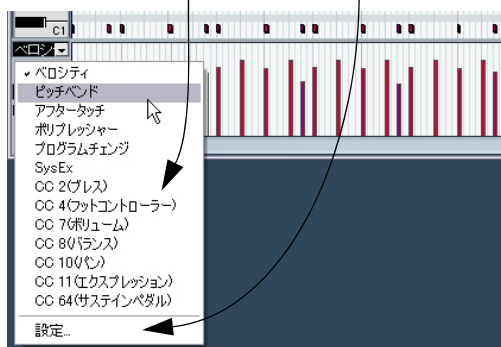 C1
ベロシ
ベロシティ
ピッチベンド
アフタータッチ
ポリプレッシャー
プログラムチェンジ
SysEx
CC 2(ブレス)
CC 4(フットコントローラー)
CC 7(ボリューム)
CC 8(バランス)
CC 10(パン)
CC 11(エクスプレッション)
CC 64(サステインペダル)
設定...